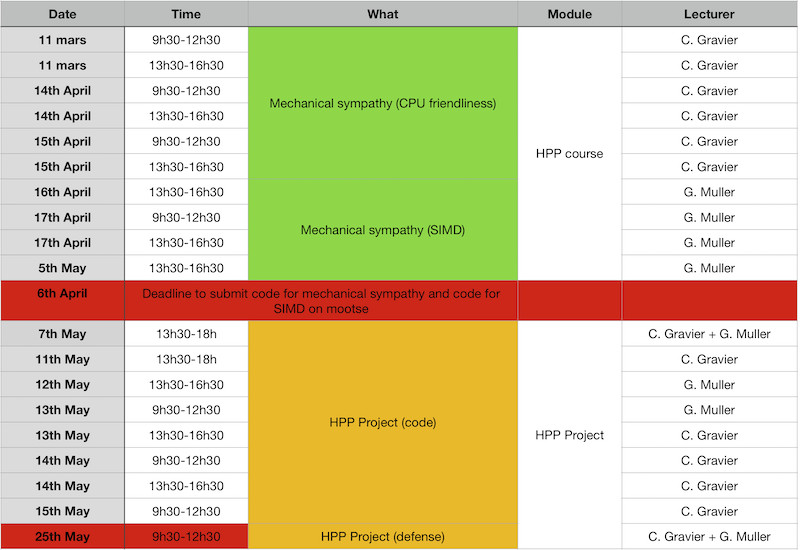 Date Time What Module Lecturer
11 mars 9h30-12h30 C. Gravier
11 mars 13h30-16h30 C. Gravier
14th April 9h30-12h30 C. Gravier
Mechanical sympathy (CPU friendliness)
14th April 13h30-16h30 C. Gravier
15th April 9h30-12h30 C. Gravier
HPP course
15th April 13h30-16h30 C. Gravier
16th April 13h30-16h30 G. Muller
17th April 9h30-12h30 G. Muller
Mechanical sympathy (SIMD)
17th April 13h30-16h30 G. Muller
5th May 13h30-16h30 G. Muller
6th April Deadline to submit code for mechanical sympathy and code for
SIMD on mootse
7th May 13h30-18h C. Gravier + G. Muller
11th May 13h30-18h C. Gravier
12th May 13h30-16h30 G. Muller
13th May 9h30-12h30 G. Muller
HPP Project (code)
13th May 13h30-16h30 HPP Project C. Gravier
14th May 9h30-12h30 C. Gravier
14th May 13h30-16h30 C. Gravier
15th May 9h30-12h30 C. Gravier
25th May 9h30-12h30 HPP Project (defense) C. Gravier + G. Muller